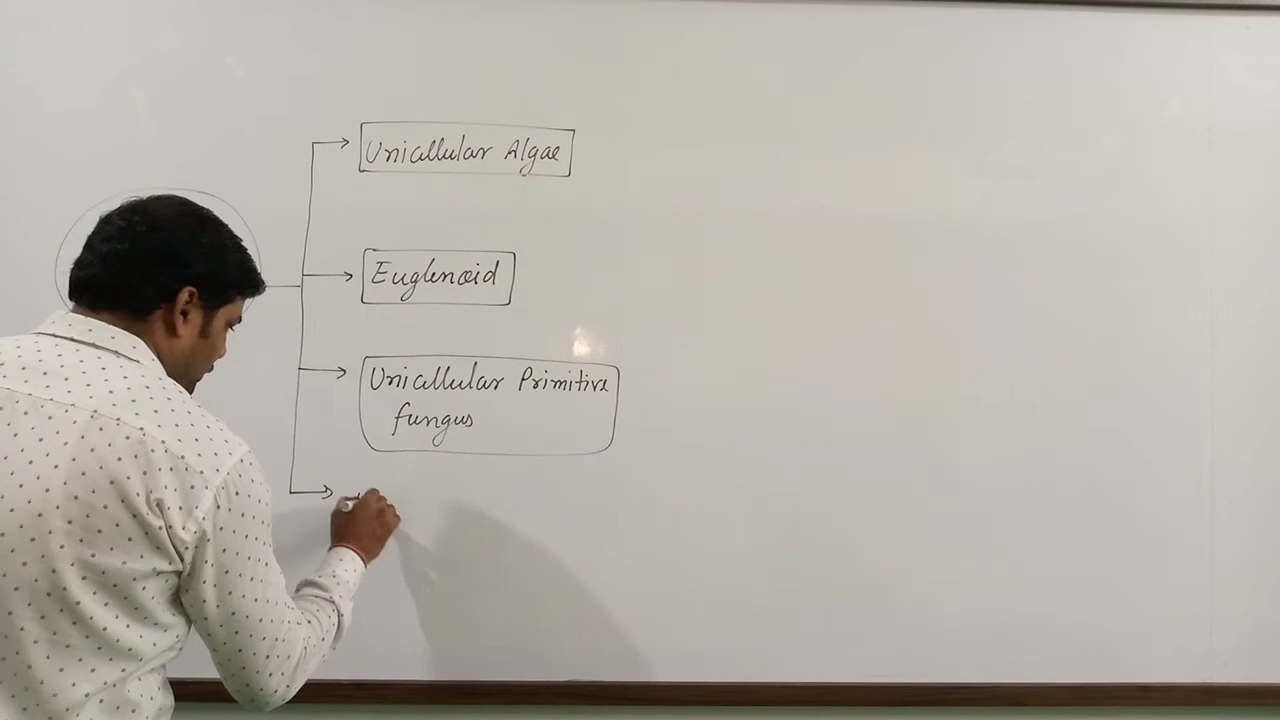 Unicellular Algae
Euglenoid
Unicellular Primitive
fungus